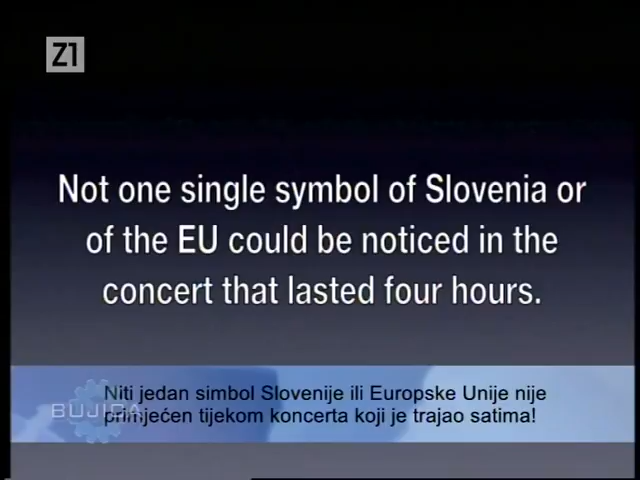 Z1
Not one single symbol of Slovenia or
of the EU could be noticed in the
concert that lasted four hours.
Niti jedan simbol Slovenije ili Europske Unije nije
BUJICA
primjećen tijekom koncerta koji je trajao satima!